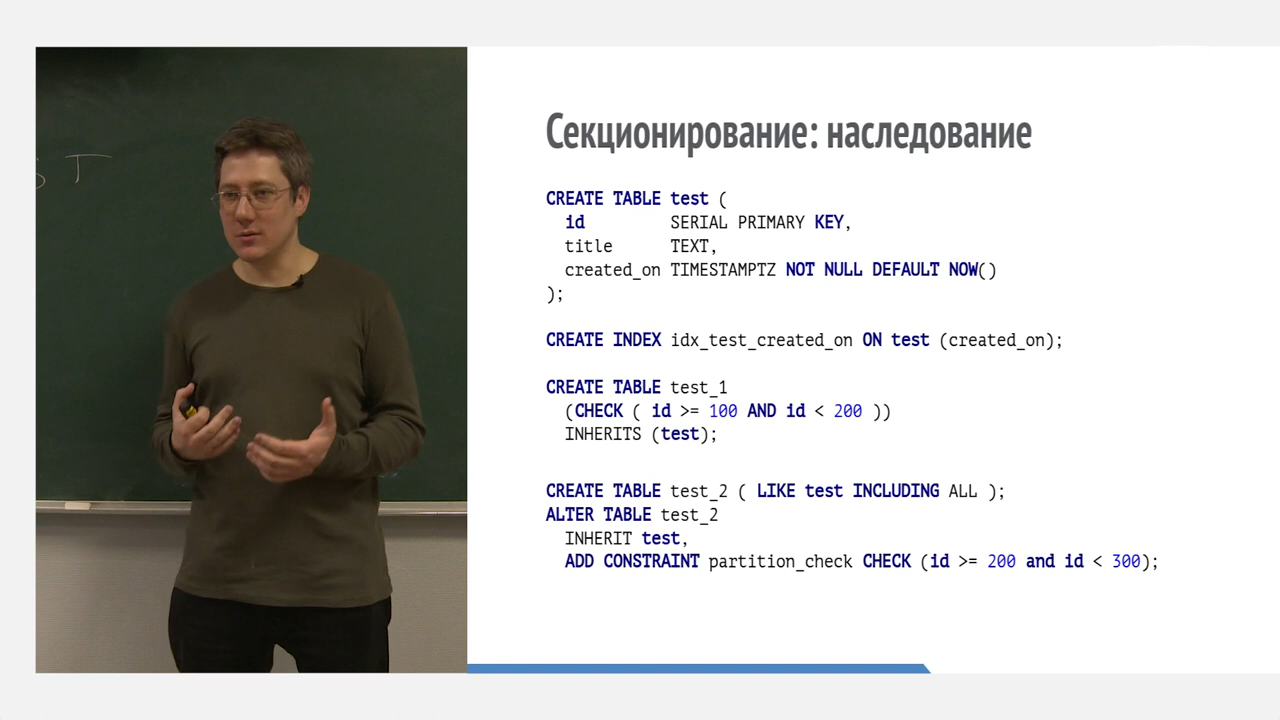 Секционирование: наследование
CREATE TABLE test (
  id         SERIAL PRIMARY KEY,
  title      TEXT,
  created_on TIMESTAMPTZ NOT NULL DEFAULT NOW()
);
CREATE INDEX idx_test_created_on ON test (created_on);
CREATE TABLE test_1
  (CHECK ( id >= 100 AND id < 200 ))
  INHERITS (test);
CREATE TABLE test_2 ( LIKE test INCLUDING ALL );
ALTER TABLE test_2
  INHERIT test,
  ADD CONSTRAINT partition_check CHECK (id >= 200 and id < 300);